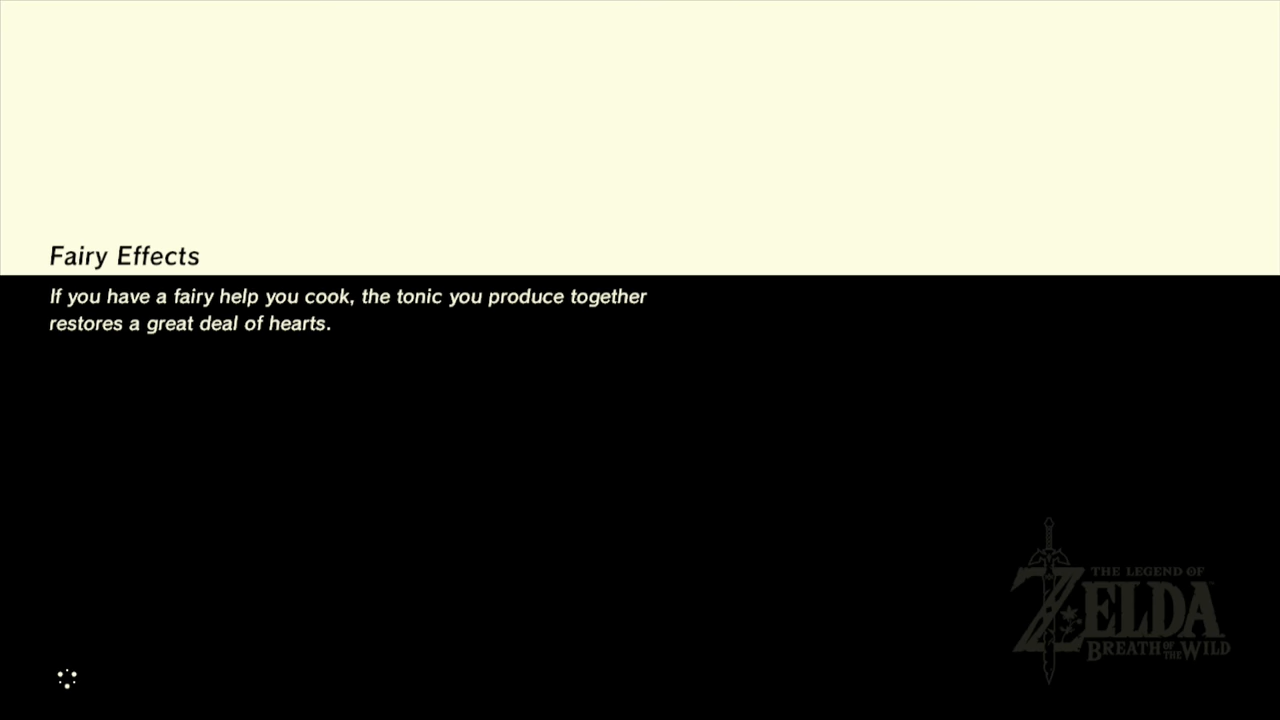 Fairy Effects
If you have a fairy help you cook, the tonic you produce together
restores a great deal of hearts.
THE LEGEND OF
ZELDA
BREATH OF THE WILD